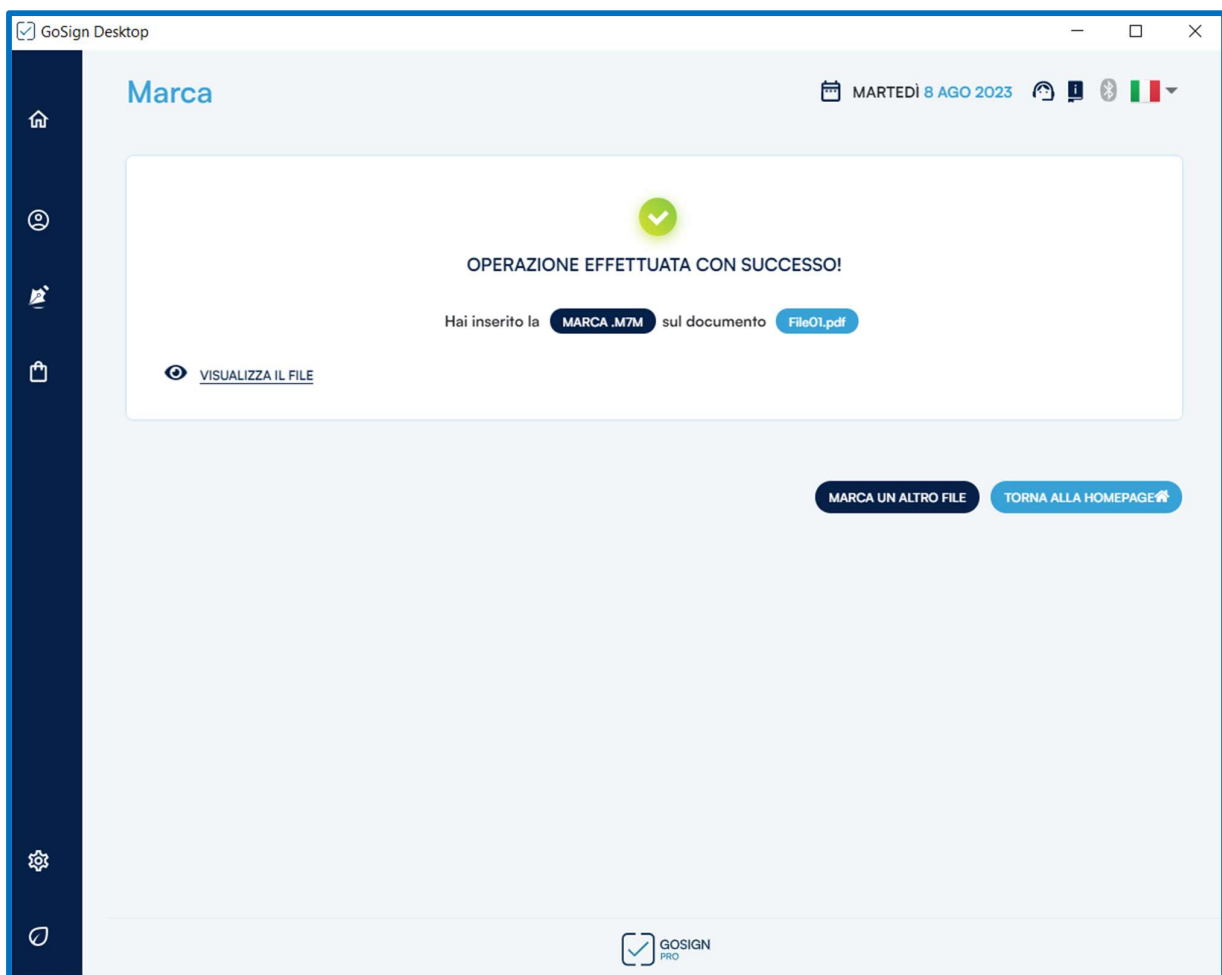 GoSign Desktop
Marca
MARTEDÌ 8 AGO 2023
OPERAZIONE EFFETTUATA CON SUCCESSO!
Hai inserito la MARCA .M7M sul documento File01.pdf
VISUALIZZA IL FILE
MARCA UN ALTRO FILE TORNA ALLA HOMEPAGE
GOSIGN
PRO